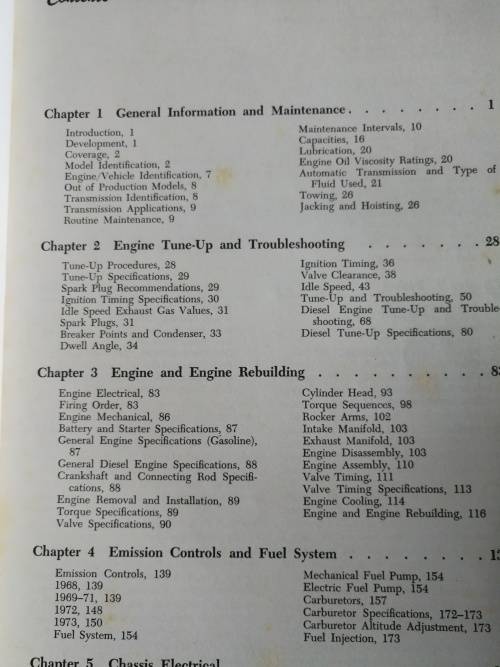 Contents
Chapter 1 General Information and Maintenance . . . . . . . . 1
Introduction, 1
Development, 1
Coverage, 2
Model Identification, 2
Engine/Vehicle Identification, 7
Out of Production Models, 8
Transmission Identification, 8
Transmission Applications, 9
Routine Maintenance, 9
Maintenance Intervals, 10
Capacities, 16
Lubrication, 20
Engine Oil Viscosity Ratings, 20
Automatic Transmission and Type of
Fluid Used, 21
Towing, 26
Jacking and Hoisting, 26
Chapter 2 Engine Tune-Up and Troubleshooting . . . . . . . 28
Tune-Up Procedures, 28
Tune-Up Specifications, 29
Spark Plug Recommendations, 29
Ignition Timing Specifications, 30
Idle Speed Exhaust Gas Values, 31
Spark Plugs, 31
Breaker Points and Condenser, 33
Dwell Angle, 34
Ignition Timing, 36
Valve Clearance, 38
Idle Speed, 43
Tune-Up and Troubleshooting, 50
Diesel Engine Tune-Up and Trouble-
shooting, 68
Diesel Tune-Up Specifications, 80
Chapter 3 Engine and Engine Rebuilding . . . . . . . . . . 83
Engine Electrical, 83
Firing Order, 83
Engine Mechanical, 86
Battery and Starter Specifications, 87
General Engine Specifications (Gasoline),
87
General Diesel Engine Specifications, 88
Crankshaft and Connecting Rod Specifi-
cations, 88
Engine Removal and Installation, 89
Torque Specifications, 89
Valve Specifications, 90
Cylinder Head, 93
Torque Sequences, 98
Rocker Arms, 102
Intake Manifold, 103
Exhaust Manifold, 103
Engine Disassembly, 103
Engine Assembly, 110
Valve Timing, 111
Valve Timing Specifications, 113
Engine Cooling, 114
Engine and Engine Rebuilding, 116
Chapter 4 Emission Controls and Fuel System . . . . . . . . 
Emission Controls, 139
1968, 139
1969–71, 139
1972, 148
1973, 150
Fuel System, 154
Mechanical Fuel Pump, 154
Electric Fuel Pump, 154
Carburetors, 157
Carburetor Specifications, 172–173
Carburetor Altitude Adjustment, 173
Fuel Injection, 173
Chapter 5 Chassis Electrical